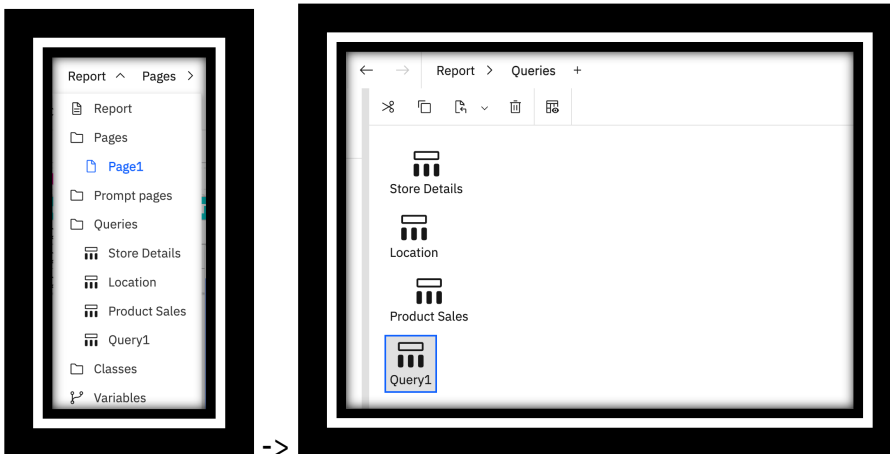 Report Pages >
Report
Pages
Page1
Prompt pages
Queries
Store Details
Location
Product Sales
Query1
Classes
Variables
->
← → Report > Queries +
Store Details
Location
Product Sales
Query1